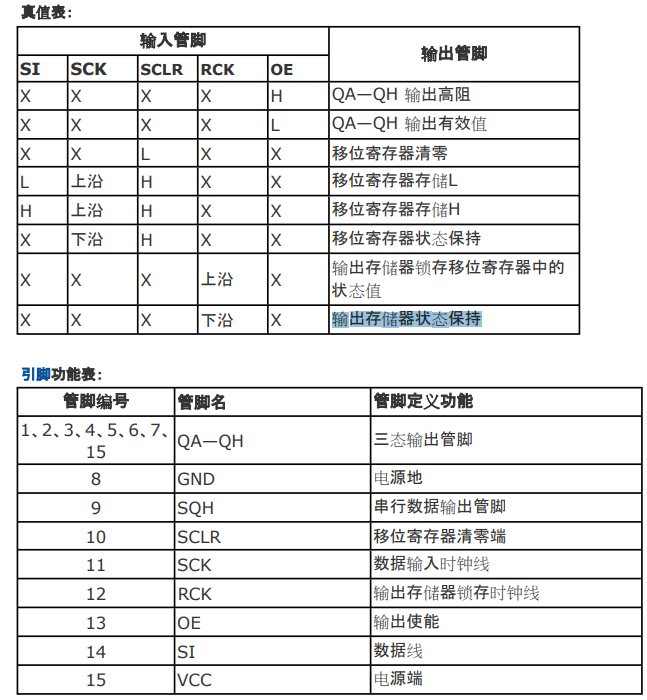 真值表：
输入管脚 输出管脚
SI SCK SCLR RCK OE
X X X X H QA—QH 输出高阻
X X X X L QA—QH 输出有效值
X X L X X 移位寄存器清零
L 上沿 H X X 移位寄存器存储L
H 上沿 H X X 移位寄存器存储H
X 下沿 H X X 移位寄存器状态保持
X X X 上沿 X 输出存储器锁存移位寄存器中的
状态值
X X X 下沿 X 输出存储器状态保持
引脚功能表：
管脚编号 管脚名 管脚定义功能
1、2、3、4、5、6、7、
15 QA—QH 三态输出管脚
8 GND 电源地
9 SQH 串行数据输出管脚
10 SCLR 移位寄存器清零端
11 SCK 数据输入时钟线
12 RCK 输出存储器锁存时钟线
13 OE 输出使能
14 SI 数据线
15 VCC 电源端